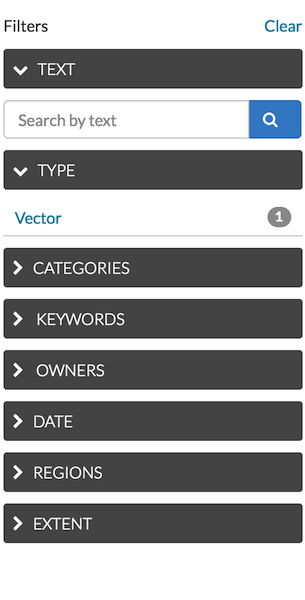 Filters Clear
TEXT
Search by text
TYPE
Vector 1
CATEGORIES
KEYWORDS
OWNERS
DATE
REGIONS
EXTENT